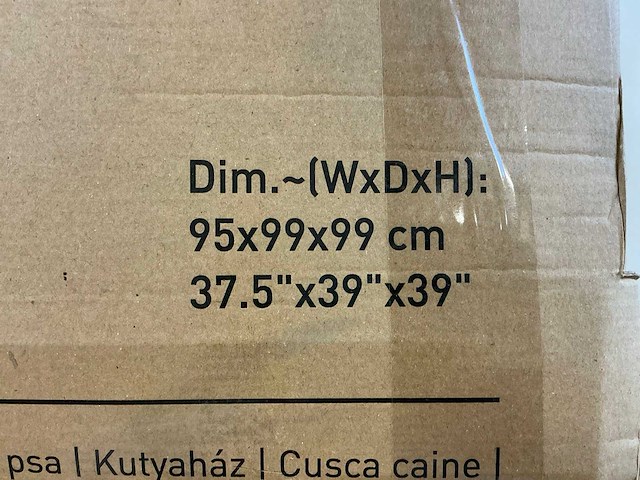 Dim.~(WxDxH):
95x99x99 cm
37.5"x39"x39"
psa | Kutyaház | Cusca caine |